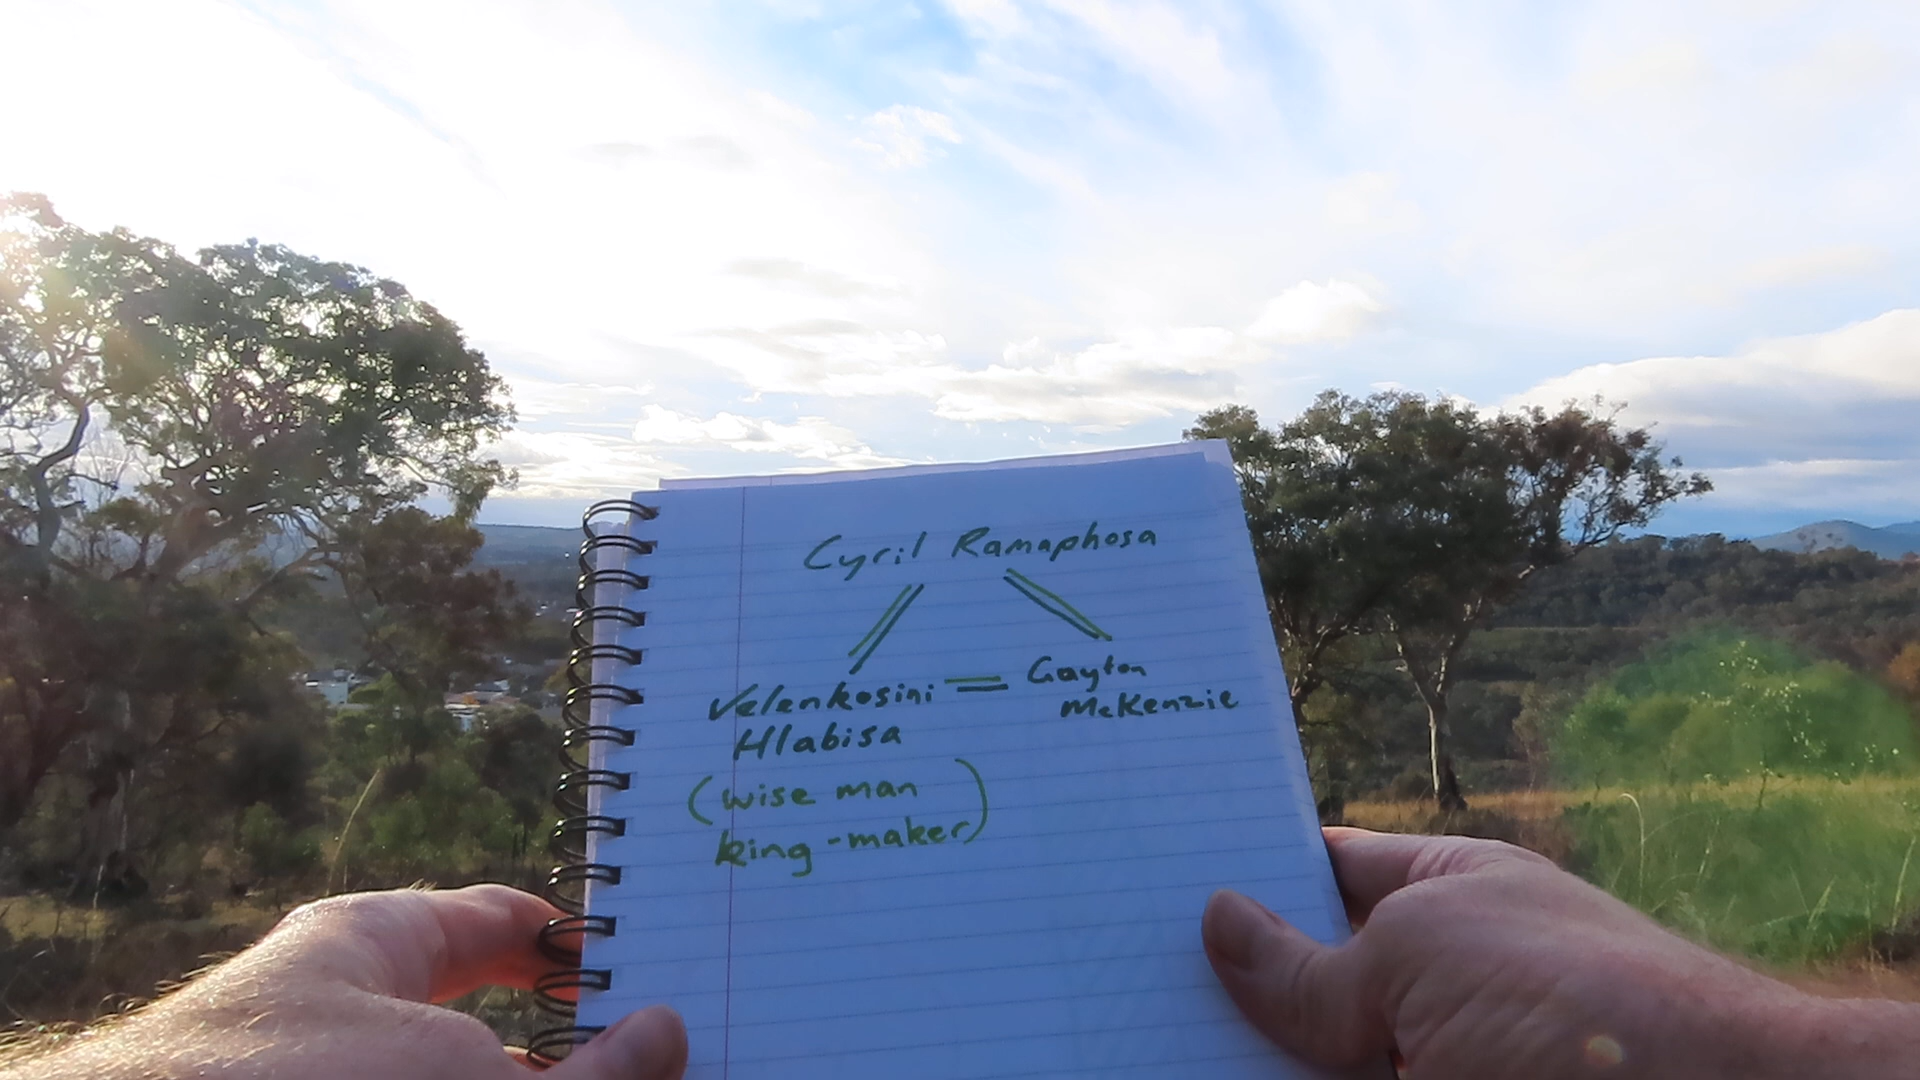 Cyril Ramaphosa
Velenkosini = Gayton
McKenzie
Hlabisa
(wise man
king-maker)